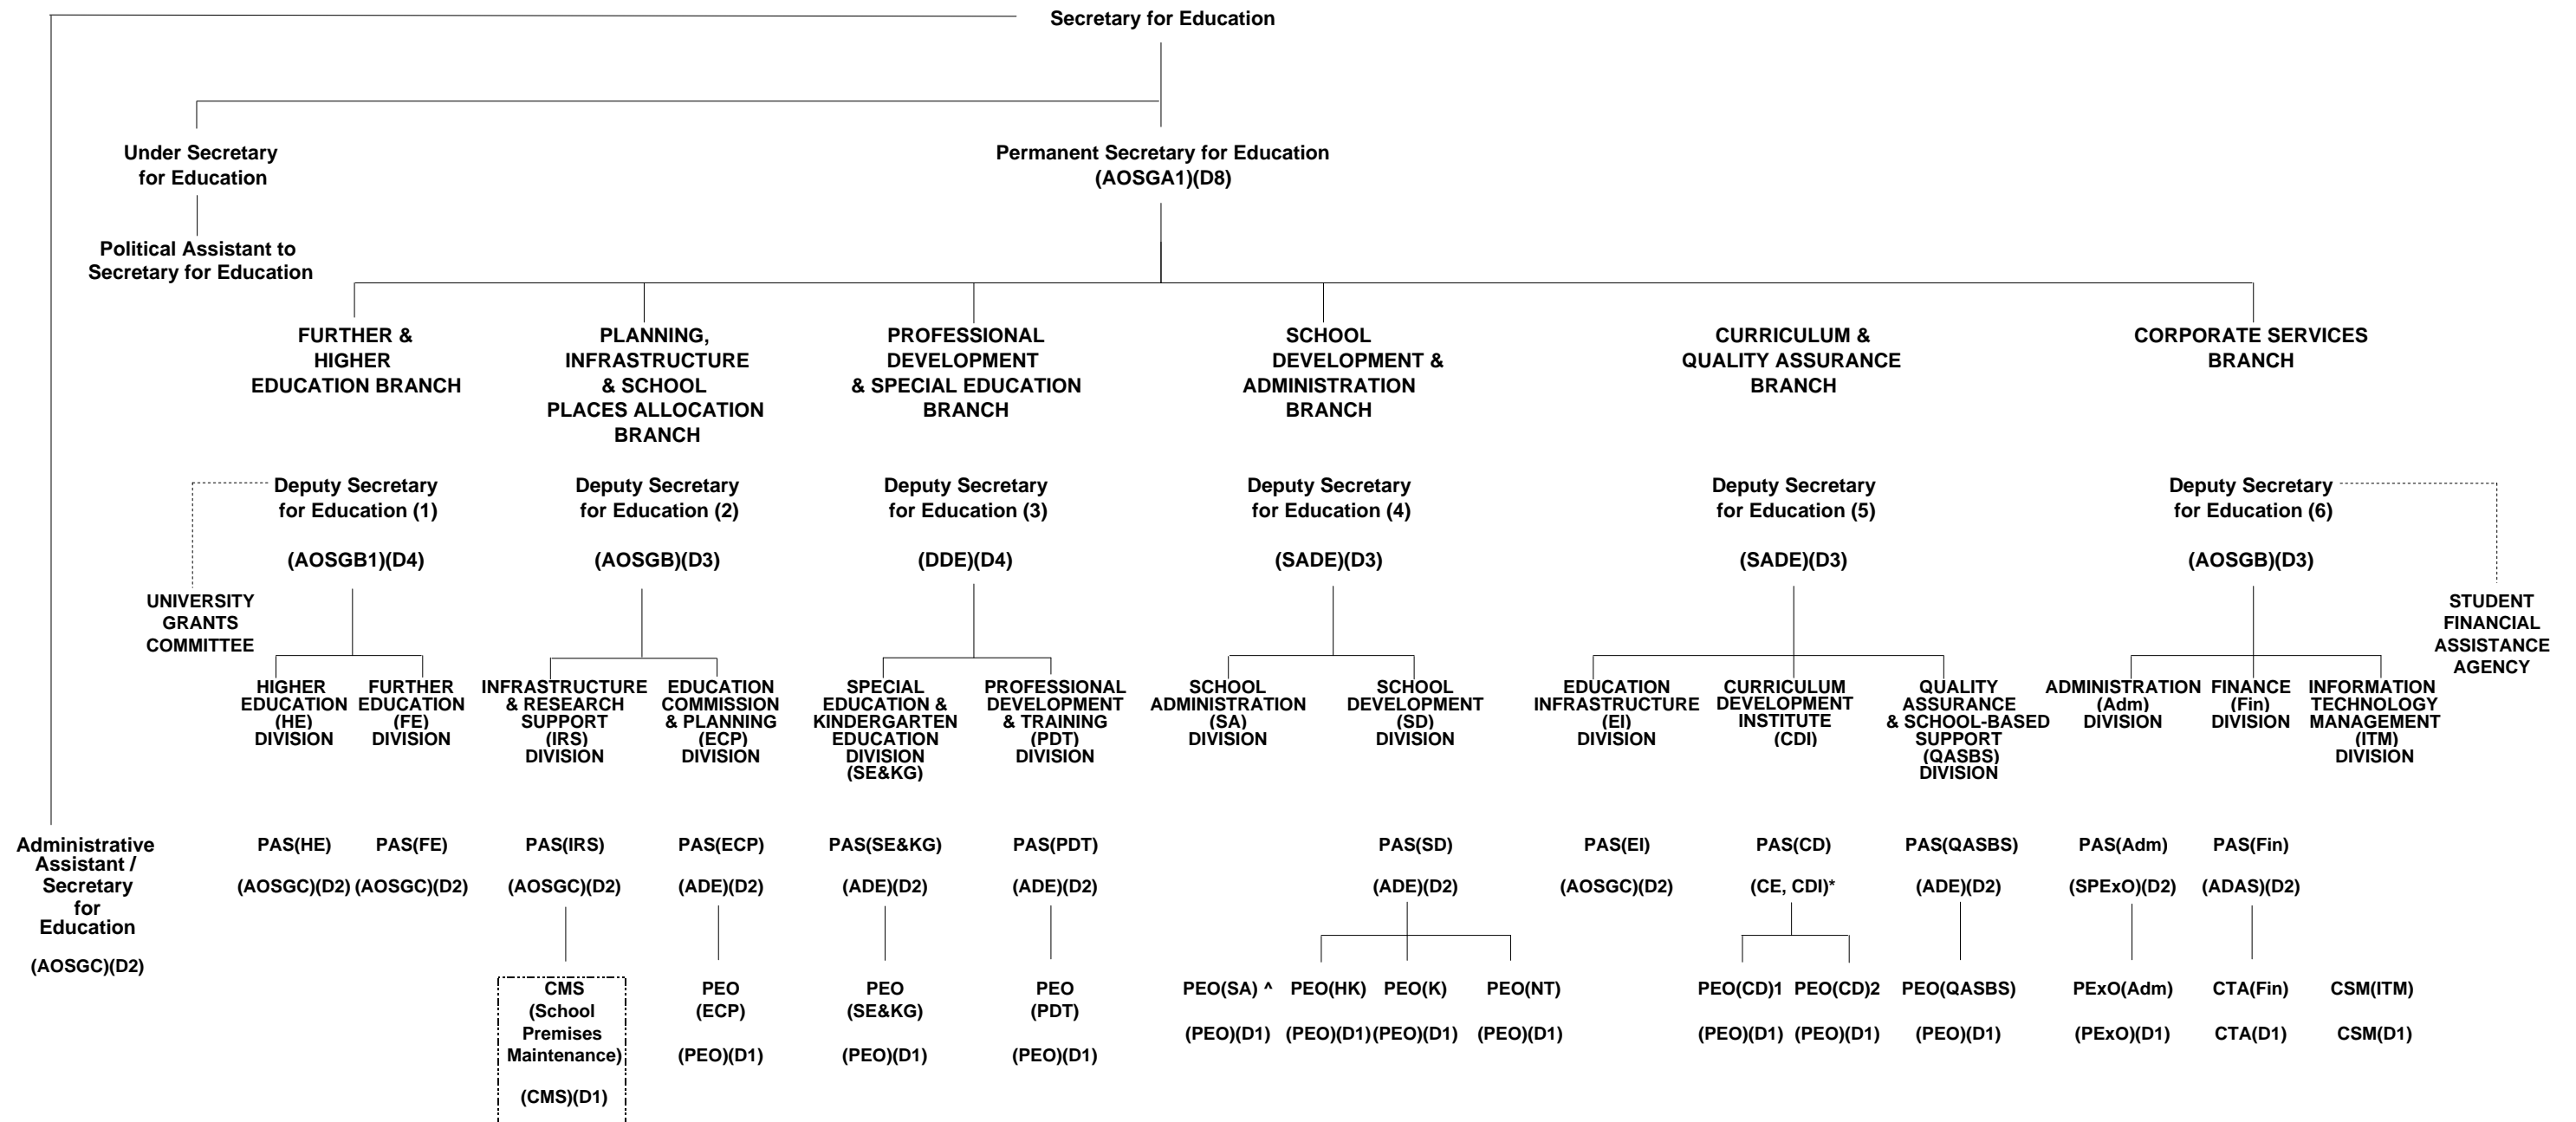 Secretary for Education
Under Secretary
for Education
Permanent Secretary for Education
(AOSGA1)(D8)
Political Assistant to
Secretary for Education
FURTHER &
HIGHER
EDUCATION BRANCH
PLANNING,
INFRASTRUCTURE
& SCHOOL
PLACES ALLOCATION
BRANCH
PROFESSIONAL
DEVELOPMENT
& SPECIAL EDUCATION
BRANCH
SCHOOL
DEVELOPMENT &
ADMINISTRATION
BRANCH
CURRICULUM &
QUALITY ASSURANCE
BRANCH
CORPORATE SERVICES
BRANCH
Deputy Secretary
for Education (1)
(AOSGB1)(D4)
Deputy Secretary
for Education (2)
(AOSGB)(D3)
Deputy Secretary
for Education (3)
(DDE)(D4)
Deputy Secretary
for Education (4)
(SADE)(D3)
Deputy Secretary
for Education (5)
(SADE)(D3)
Deputy Secretary
for Education (6)
(AOSGB)(D3)
UNIVERSITY
GRANTS
COMMITTEE
STUDENT
FINANCIAL
ASSISTANCE
AGENCY
HIGHER
EDUCATION
(HE)
DIVISION
FURTHER
EDUCATION
(FE)
DIVISION
INFRASTRUCTURE
& RESEARCH
SUPPORT
(IRS)
DIVISION
EDUCATION
COMMISSION
& PLANNING
(ECP)
DIVISION
SPECIAL
EDUCATION &
KINDERGARTEN
EDUCATION
DIVISION
(SE&KG)
PROFESSIONAL
DEVELOPMENT
& TRAINING
(PDT)
DIVISION
SCHOOL
ADMINISTRATION
(SA)
DIVISION
SCHOOL
DEVELOPMENT
(SD)
DIVISION
EDUCATION
INFRASTRUCTURE
(EI)
DIVISION
CURRICULUM
DEVELOPMENT
INSTITUTE
(CDI)
QUALITY
ASSURANCE
& SCHOOL-BASED
SUPPORT
(QASBS)
DIVISION
ADMINISTRATION
(Adm)
DIVISION
FINANCE
(Fin)
DIVISION
INFORMATION
TECHNOLOGY
MANAGEMENT
(ITM)
DIVISION
Administrative
Assistant /
Secretary
for
Education
(AOSGC)(D2)
PAS(HE)
(AOSGC)(D2)
PAS(FE)
(AOSGC)(D2)
PAS(IRS)
(AOSGC)(D2)
PAS(ECP)
(ADE)(D2)
PAS(SE&KG)
(ADE)(D2)
PAS(PDT)
(ADE)(D2)
PAS(SD)
(ADE)(D2)
PAS(EI)
(AOSGC)(D2)
PAS(CD)
(CE, CDI)*
PAS(QASBS)
(ADE)(D2)
PAS(Adm)
(SPExO)(D2)
PAS(Fin)
(ADAS)(D2)
CMS
(School
Premises
Maintenance)
(CMS)(D1)
PEO
(ECP)
(PEO)(D1)
PEO
(SE&KG)
(PEO)(D1)
PEO
(PDT)
(PEO)(D1)
PEO(SA) ^
(PEO)(D1)
PEO(HK)
(PEO)(D1)
PEO(K)
(PEO)(D1)
PEO(NT)
(PEO)(D1)
PEO(CD)1
(PEO)(D1)
PEO(CD)2
(PEO)(D1)
PEO(QASBS)
(PEO)(D1)
PExO(Adm)
(PExO)(D1)
CTA(Fin)
CTA(D1)
CSM(ITM)
CSM(D1)